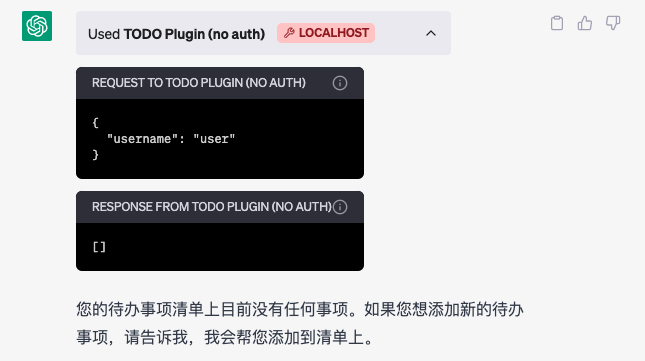 Used TODO Plugin (no auth) LOCALHOST
REQUEST TO TODO PLUGIN (NO AUTH)
{
"username": "user"
}
RESPONSE FROM TODO PLUGIN (NO AUTH)
[]
您的待办事项清单上目前没有任何事项。如果您想添加新的待办
事项，请告诉我，我会帮您添加到清单上。